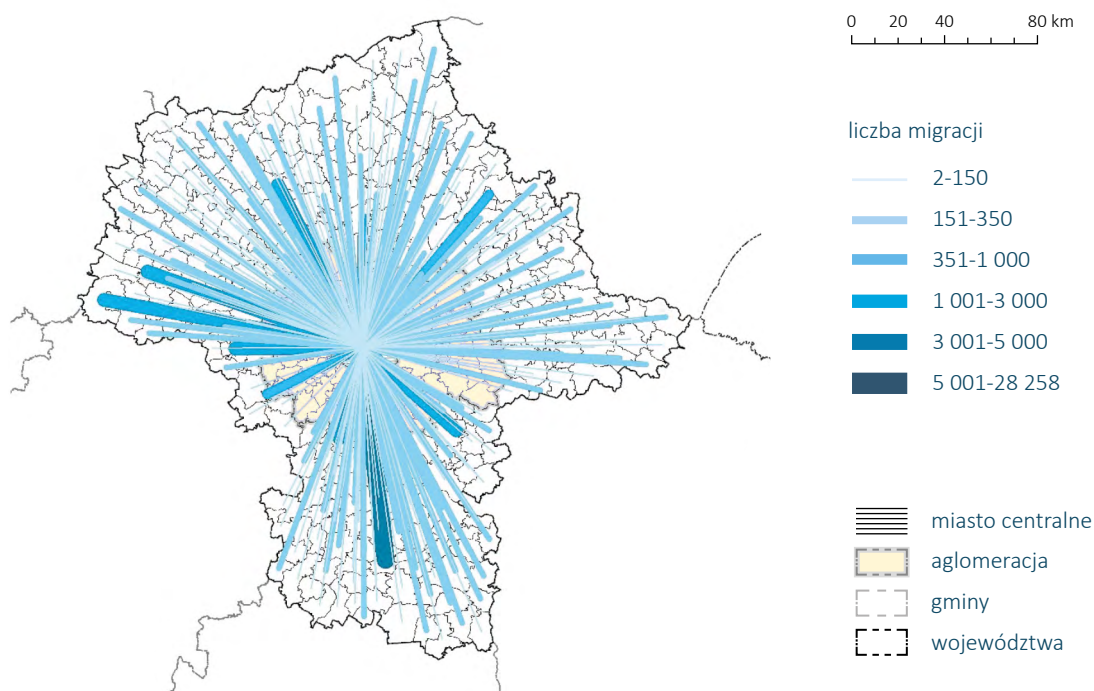 0 20 40 80 km
liczba migracji
2-150
151-350
351-1 000
1 001-3 000
3 001-5 000
5 001-28 258
miasto centralne
aglomeracja
gminy
województwa